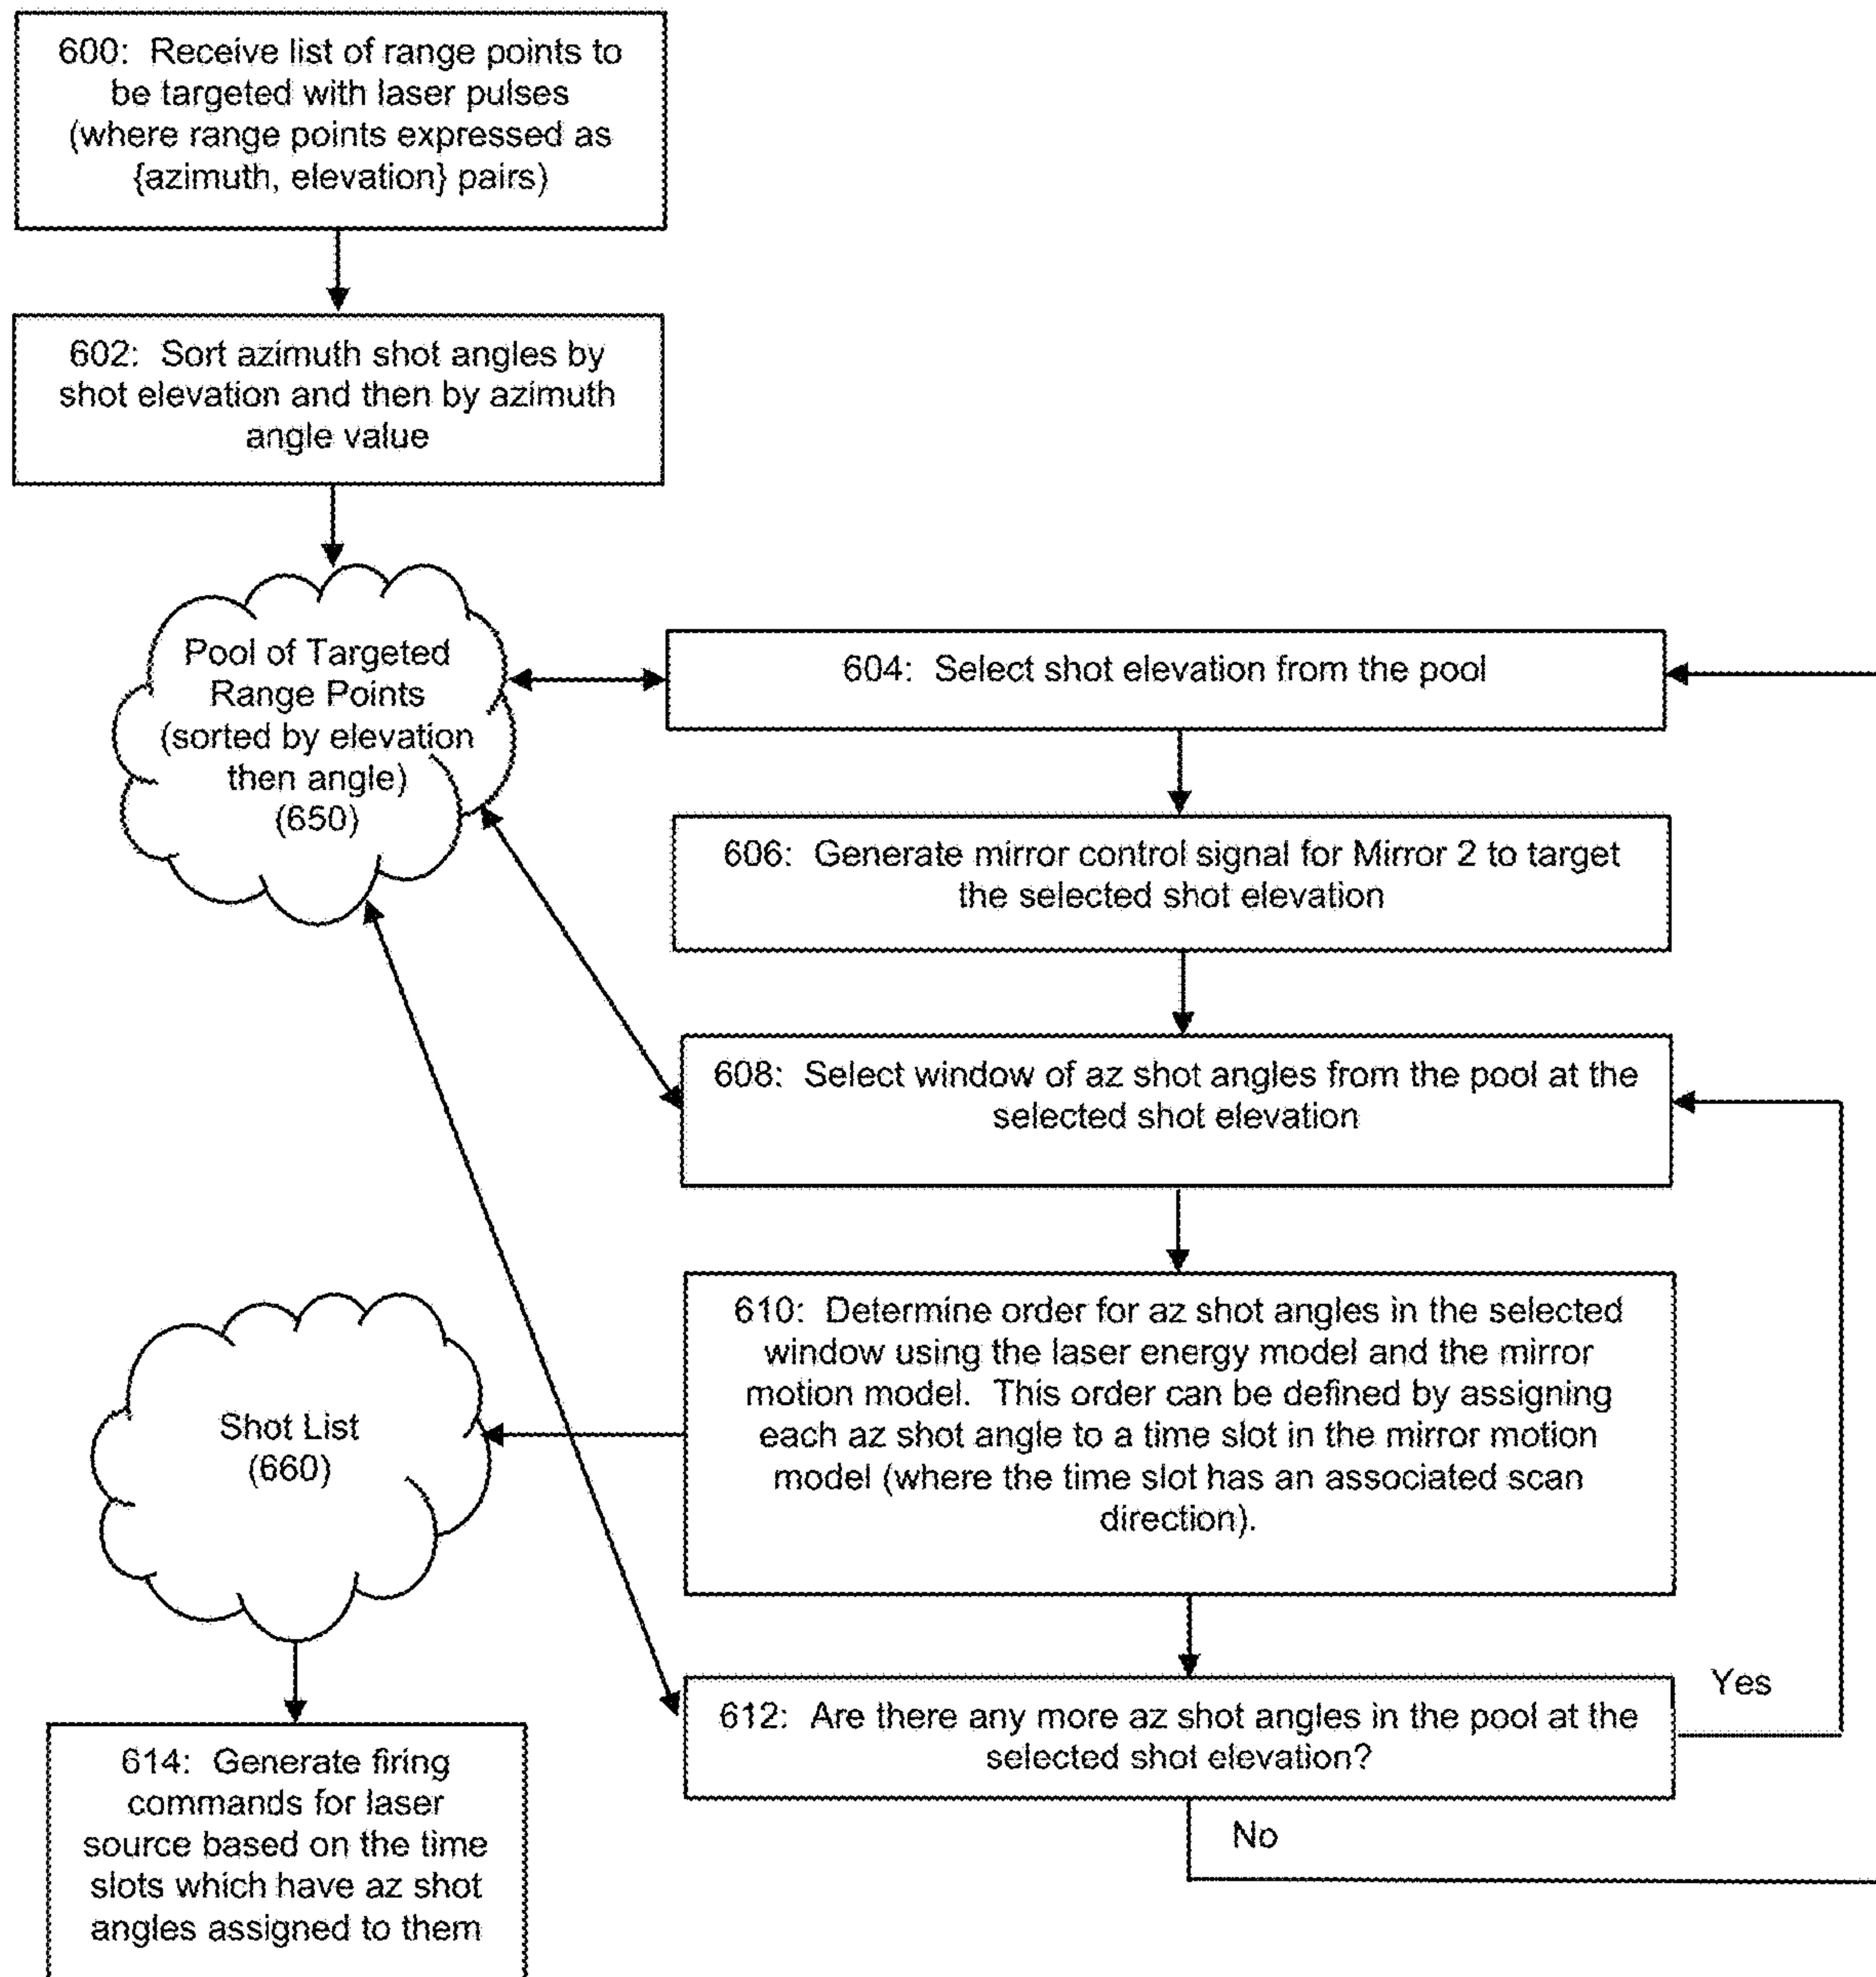 600: Receive list of range points to
be targeted with laser pulses
(where range points expressed as
{azimuth, elevation} pairs)
602: Sort azimuth shot angles by
shot elevation and then by azimuth
angle value
Pool of Targeted
Range Points
(sorted by elevation
then angle)
(650)
604: Select shot elevation from the pool
606: Generate mirror control signal for Mirror 2 to target
the selected shot elevation
608: Select window of az shot angles from the pool at the
selected shot elevation
610: Determine order for az shot angles in the selected
window using the laser energy model and the mirror
motion model. This order can be defined by assigning
each az shot angle to a time slot in the mirror motion
model (where the time slot has an associated scan
direction).
Shot List
(660)
612: Are there any more az shot angles in the pool at the
selected shot elevation?
Yes
No
614: Generate firing
commands for laser
source based on the time
slots which have az shot
angles assigned to them